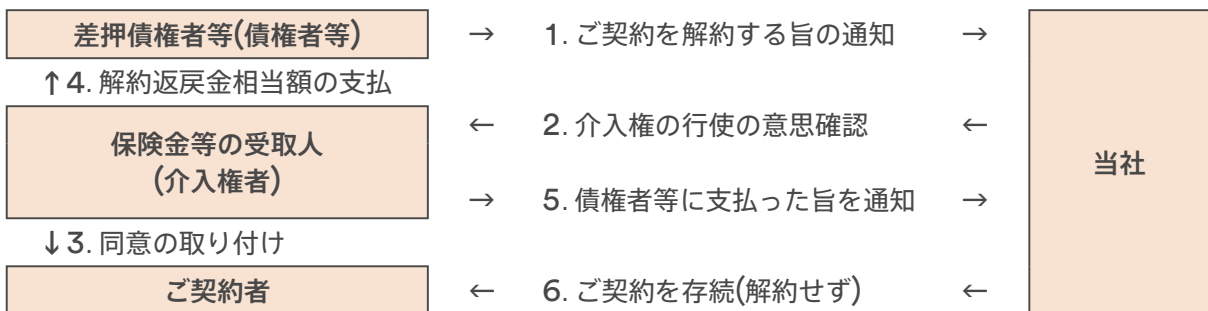 差押債権者等(債権者等) → 1. ご契約を解約する旨の通知 →
↑4. 解約返戻金相当額の支払
保険金等の受取人
(介入権者)
← 2. 介入権の行使の意思確認 ←
当社
→ 5. 債権者等に支払った旨を通知 →
↓3. 同意の取り付け
ご契約者 ← 6. ご契約を存続(解約せず) ←